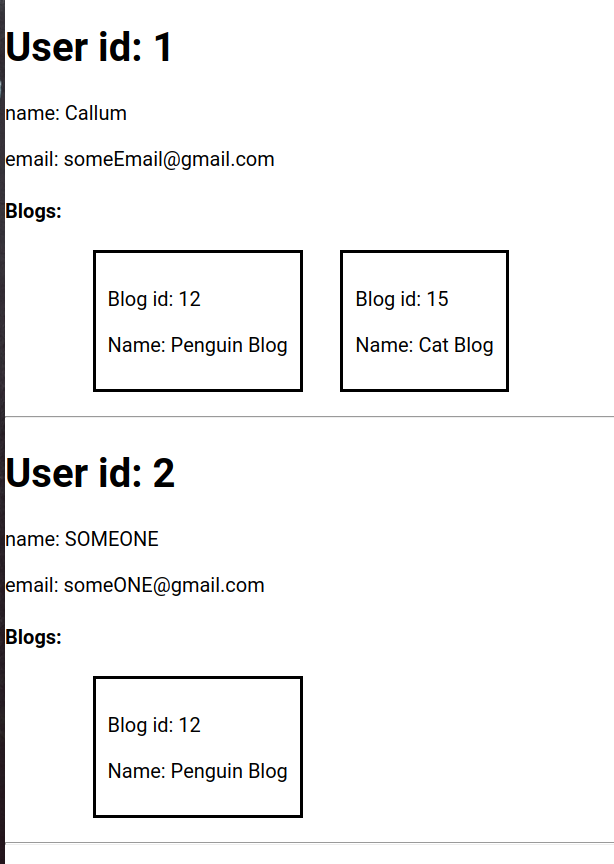 User id: 1
name: Callum
email: someEmail@gmail.com
Blogs:
Blog id: 12
Name: Penguin Blog
Blog id: 15
Name: Cat Blog
User id: 2
name: SOMEONE
email: someONE@gmail.com
Blogs:
Blog id: 12
Name: Penguin Blog